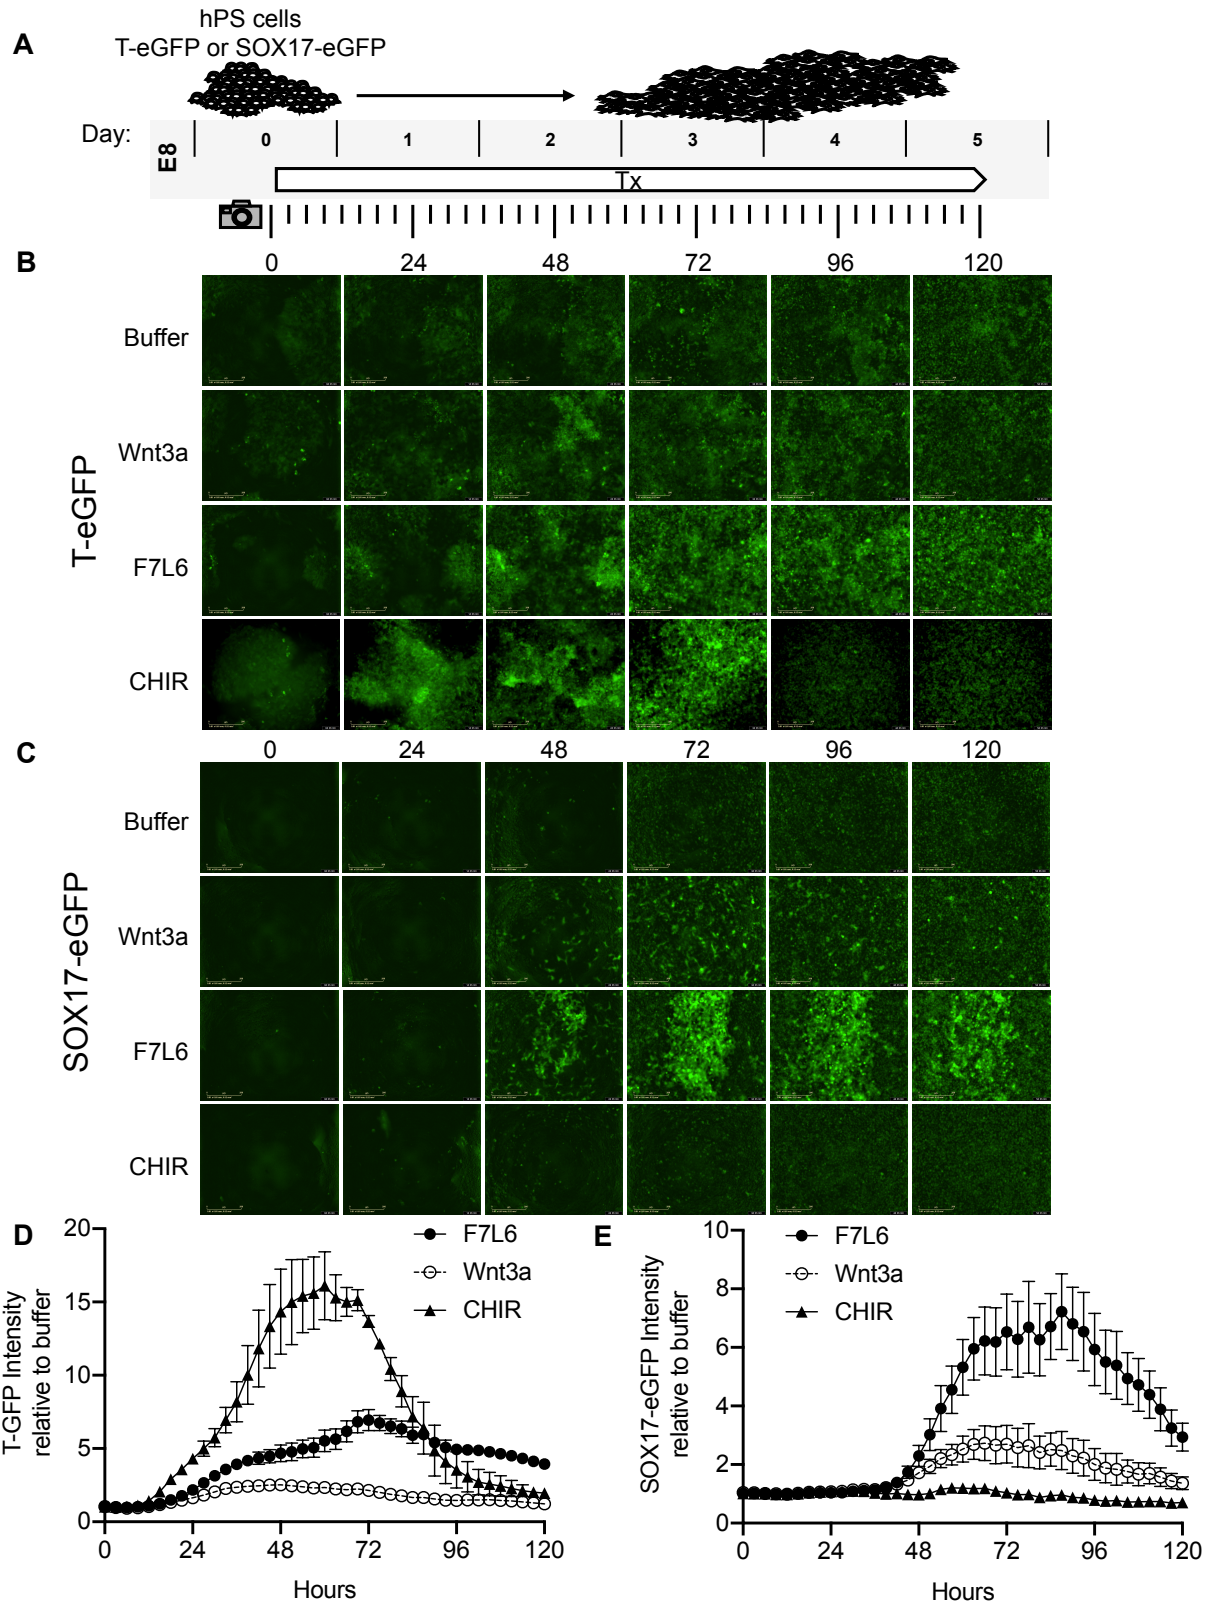 A
hPS cells
T-eGFP or SOX17-eGFP
Day:
E8
0 1 2 3 4 5
Tx
B
0 24 48 72 96 120
T-eGFP
Buffer
Wnt3a
F7L6
CHIR
C
0 24 48 72 96 120
SOX17-eGFP
Buffer
Wnt3a
F7L6
CHIR
D
T-GFP Intensity
relative to buffer
20
15
10
5
0
0 24 48 72 96 120
Hours
F7L6
Wnt3a
CHIR
E
SOX17-eGFP Intensity
relative to buffer
10
8
6
4
2
0
0 24 48 72 96 120
Hours
F7L6
Wnt3a
CHIR